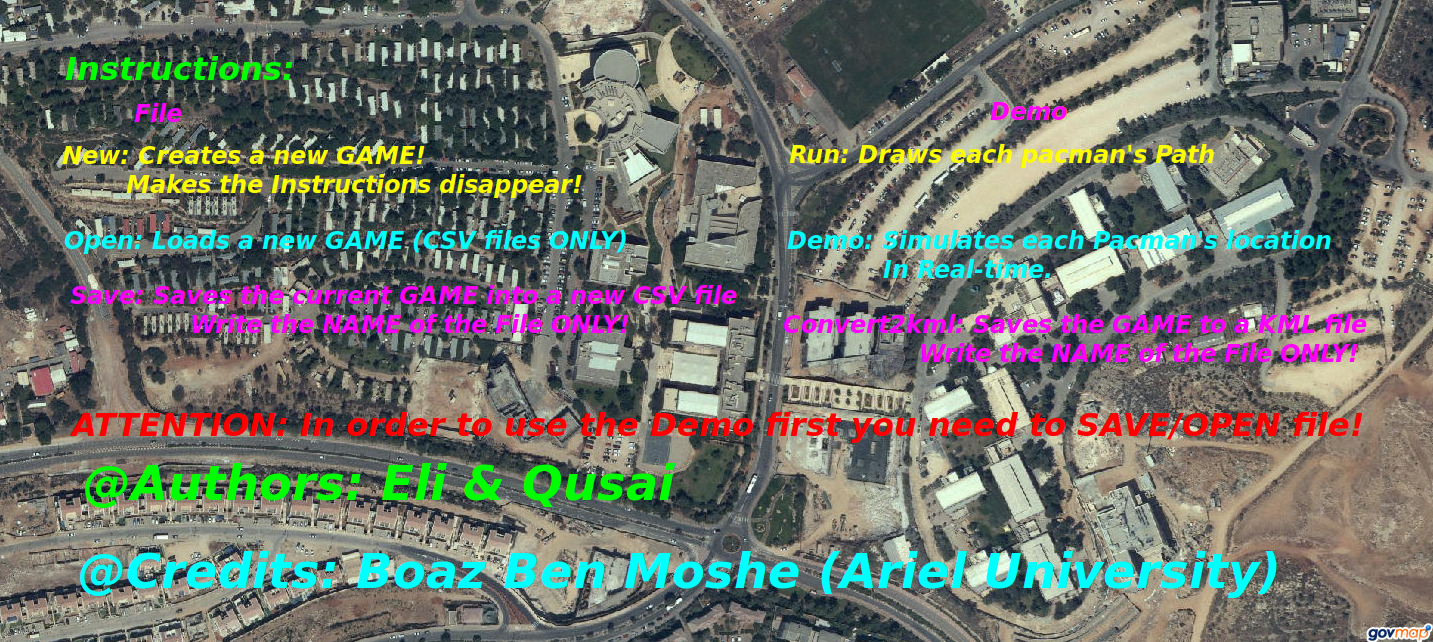 Instructions:
File
New: Creates a new GAME!
Makes the Instructions disappear!
Open: Loads a new GAME (CSV files ONLY)
Save: Saves the current GAME into a new CSV file
Write the NAME of the File ONLY!
Demo
Run: Draws each pacman's Path
Demo: Simulates each Pacman's location
In Real-time.
Convert2kml: Saves the GAME to a KML file
Write the NAME of the File ONLY!
ATTENTION: In order to use the Demo first you need to SAVE/OPEN file!
@Authors: Eli & Qusai
@Credits: Boaz Ben Moshe (Ariel University)
govmap